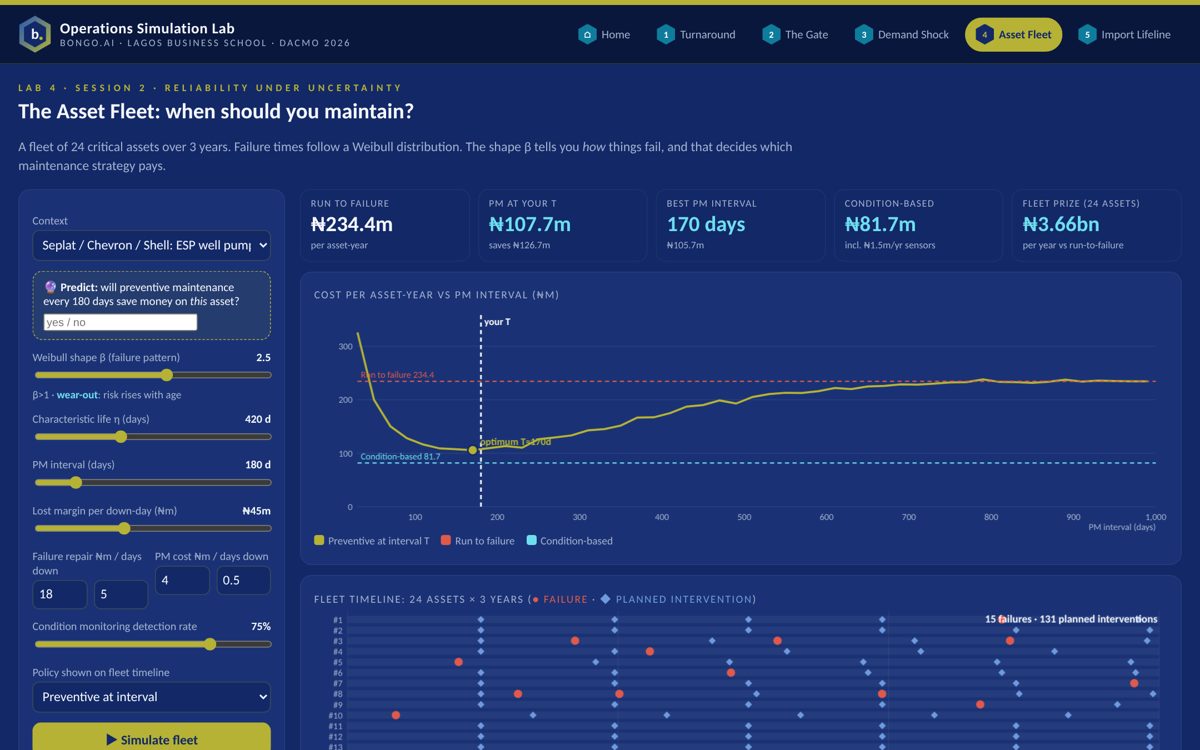 b.
Operations Simulation Lab
BONGO.AI · LAGOS BUSINESS SCHOOL · DACMO 2026
Home
1 Turnaround
2 The Gate
3 Demand Shock
4 Asset Fleet
5 Import Lifeline
LAB 4 · SESSION 2 · RELIABILITY UNDER UNCERTAINTY
The Asset Fleet: when should you maintain?
A fleet of 24 critical assets over 3 years. Failure times follow a Weibull distribution. The shape β tells you how things fail, and that decides which
maintenance strategy pays.
Context
Seplat / Chevron / Shell: ESP well pump
🔮 Predict: will preventive maintenance
every 180 days save money on this asset?
yes / no
Weibull shape β (failure pattern) 2.5
β>1 · wear-out: risk rises with age
Characteristic life η (days) 420 d
PM interval (days) 180 d
Lost margin per down-day (₦m) ₦45m
Failure repair ₦m / days
down
PM cost ₦m / days down
18 5 4 0.5
Condition monitoring detection rate 75%
Policy shown on fleet timeline
Preventive at interval
▶ Simulate fleet
RUN TO FAILURE
₦234.4m
per asset-year
PM AT YOUR T
₦107.7m
saves ₦126.7m
BEST PM INTERVAL
170 days
₦105.7m
CONDITION-BASED
₦81.7m
incl. ₦1.5m/yr sensors
FLEET PRIZE (24 ASSETS)
₦3.66bn
per year vs run-to-failure
COST PER ASSET-YEAR VS PM INTERVAL (₦M)
your T
300
Run to failure 234.4
200
optimum T=170d
100
Condition-based 81.7
0
100 200 300 400 500 600 700 800 900 1,000
PM interval (days)
Preventive at interval T
Run to failure
Condition-based
FLEET TIMELINE: 24 ASSETS × 3 YEARS (● FAILURE · ◆ PLANNED INTERVENTION)
15 failures · 131 planned interventions
#1
#2
#3
#4
#5
#6
#7
#8
#9
#10
#11
#12
#13